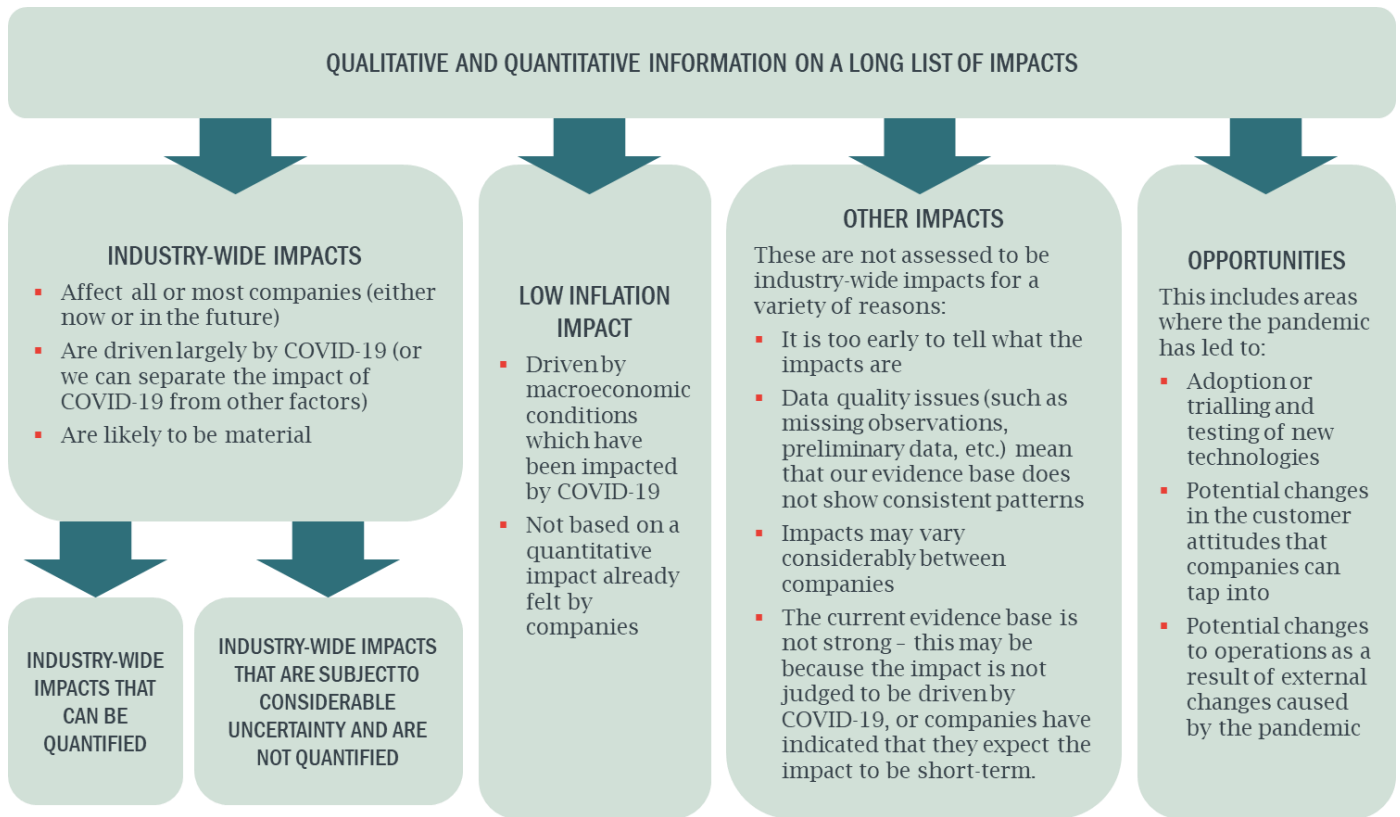 QUALITATIVE AND QUANTITATIVE INFORMATION ON A LONG LIST OF IMPACTS
INDUSTRY-WIDE IMPACTS
▪ Affect all or most companies (either
now or in the future)
▪ Are driven largely by COVID-19 (or
we can separate the impact of
COVID-19 from other factors)
▪ Are likely to be material
INDUSTRY-WIDE
IMPACTS THAT
CAN BE
QUANTIFIED
INDUSTRY-WIDE IMPACTS
THAT ARE SUBJECT TO
CONSIDERABLE
UNCERTAINTY AND ARE
NOT QUANTIFIED
LOW INFLATION
IMPACT
▪ Driven by
macroeconomic
conditions
which have
been impacted
by COVID-19
▪ Not based on a
quantitative
impact already
felt by
companies
OTHER IMPACTS
These are not assessed to be
industry-wide impacts for a
variety of reasons:
▪ It is too early to tell what the
impacts are
▪ Data quality issues (such as
missing observations,
preliminary data, etc.) mean
that our evidence base does
not show consistent patterns
▪ Impacts may vary
considerably between
companies
▪ The current evidence base is
not strong – this may be
because the impact is not
judged to be driven by
COVID-19, or companies have
indicated that they expect the
impact to be short-term.
OPPORTUNITIES
This includes areas
where the pandemic
has led to:
▪ Adoption or
trialling and
testing of new
technologies
▪ Potential changes
in the customer
attitudes that
companies can
tap into
▪ Potential changes
to operations as a
result of external
changes caused
by the pandemic